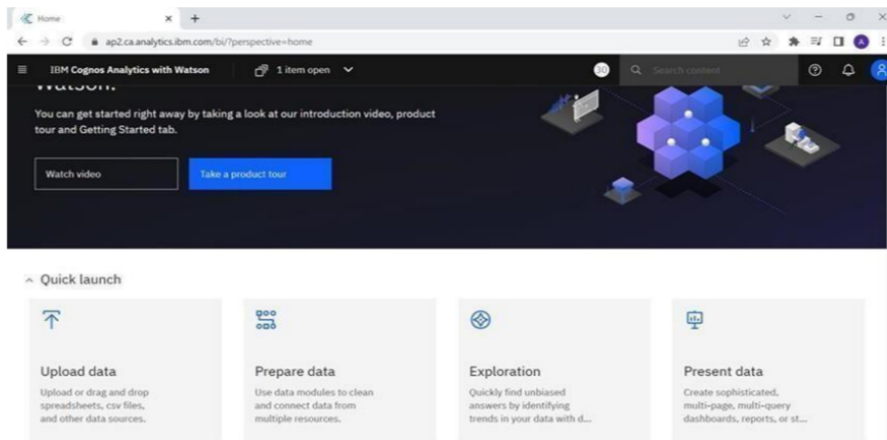 Home
ap2.ca.analytics.ibm.com/bi/?perspective=home
IBM Cognos Analytics with Watson
1 item open
30
Search content
A
Watson.
You can get started right away by taking a look at our introduction video, product
tour and Getting Started tab.
Watch video
Take a product tour
Quick launch
Upload data
Upload or drag and drop
spreadsheets, csv files,
and other data sources.
Prepare data
Use data modules to clean
and connect data from
multiple resources.
Exploration
Quickly find unbiased
answers by identifying
trends in your data with d...
Present data
Create sophisticated,
multi-page, multi-query
dashboards, reports, or st...